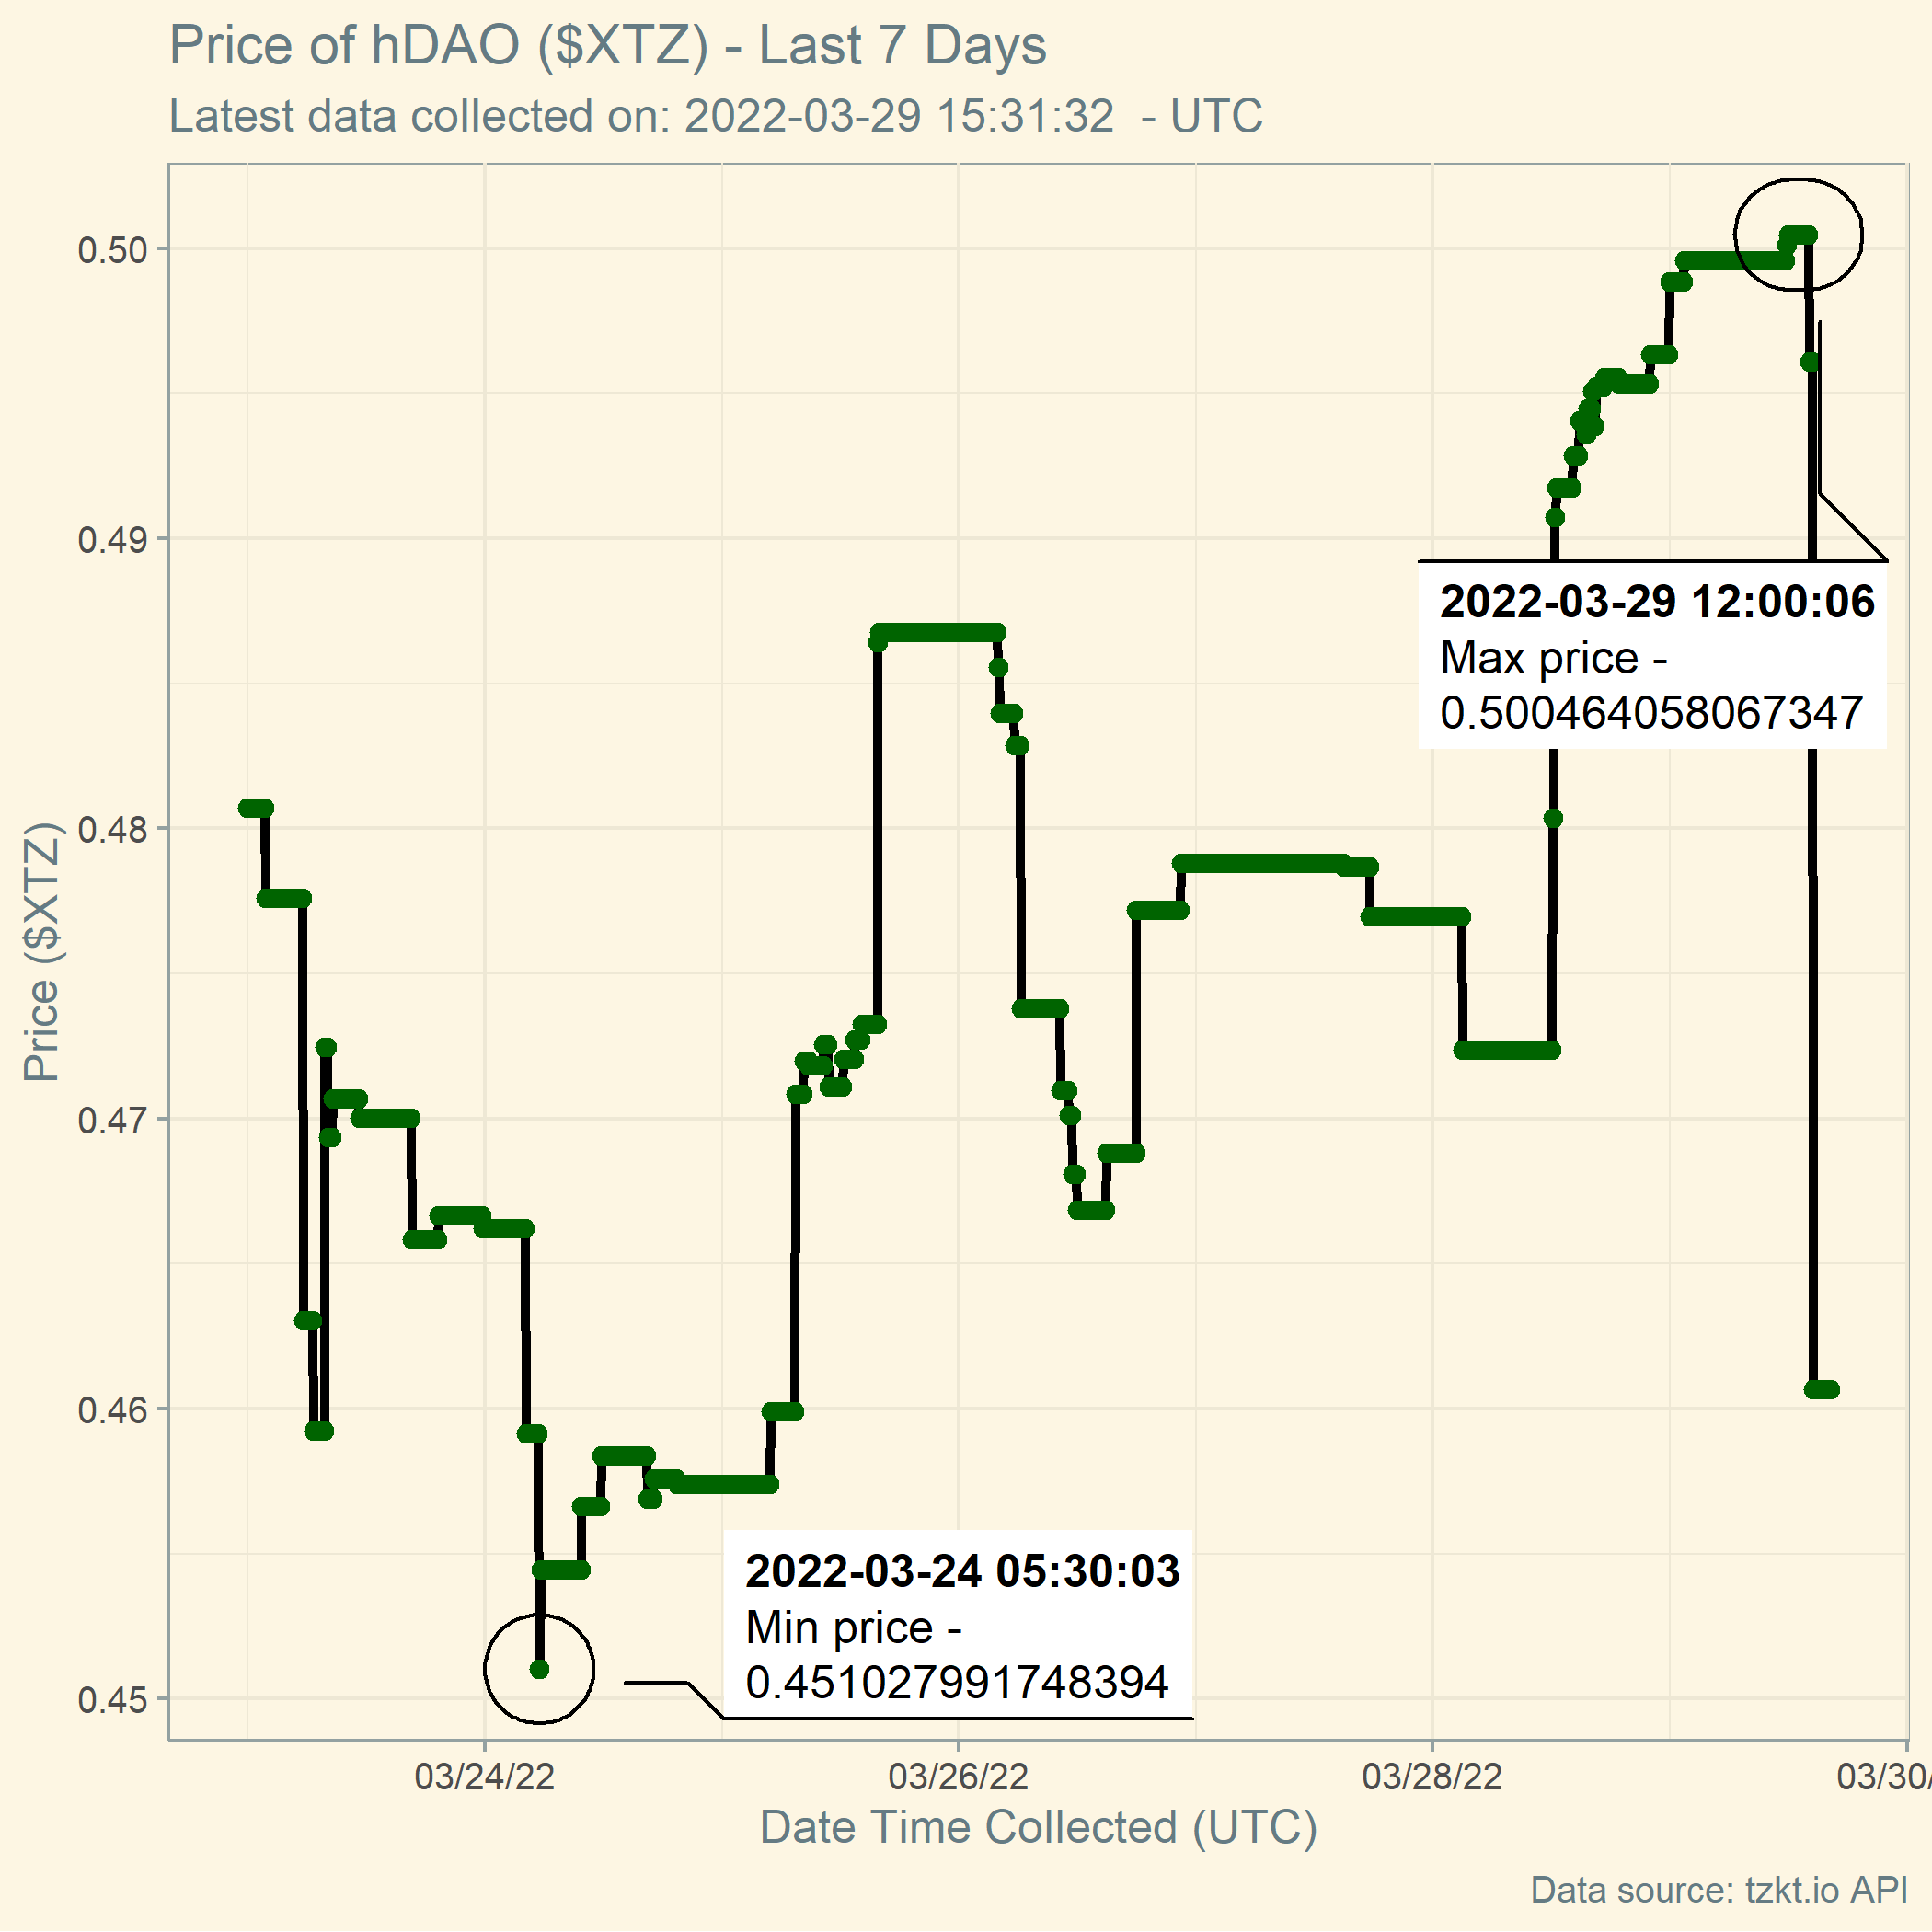 Price of hDAO ($XTZ) - Last 7 Days
Latest data collected on: 2022-03-29 15:31:32  - UTC
0.50
0.49
0.48
0.47
0.46
0.45
Price ($XTZ)
2022-03-29 12:00:06
Max price -
0.500464058067347
2022-03-24 05:30:03
Min price -
0.451027991748394
03/24/22
03/26/22
03/28/22
03/30/
Date Time Collected (UTC)
Data source: tzkt.io API